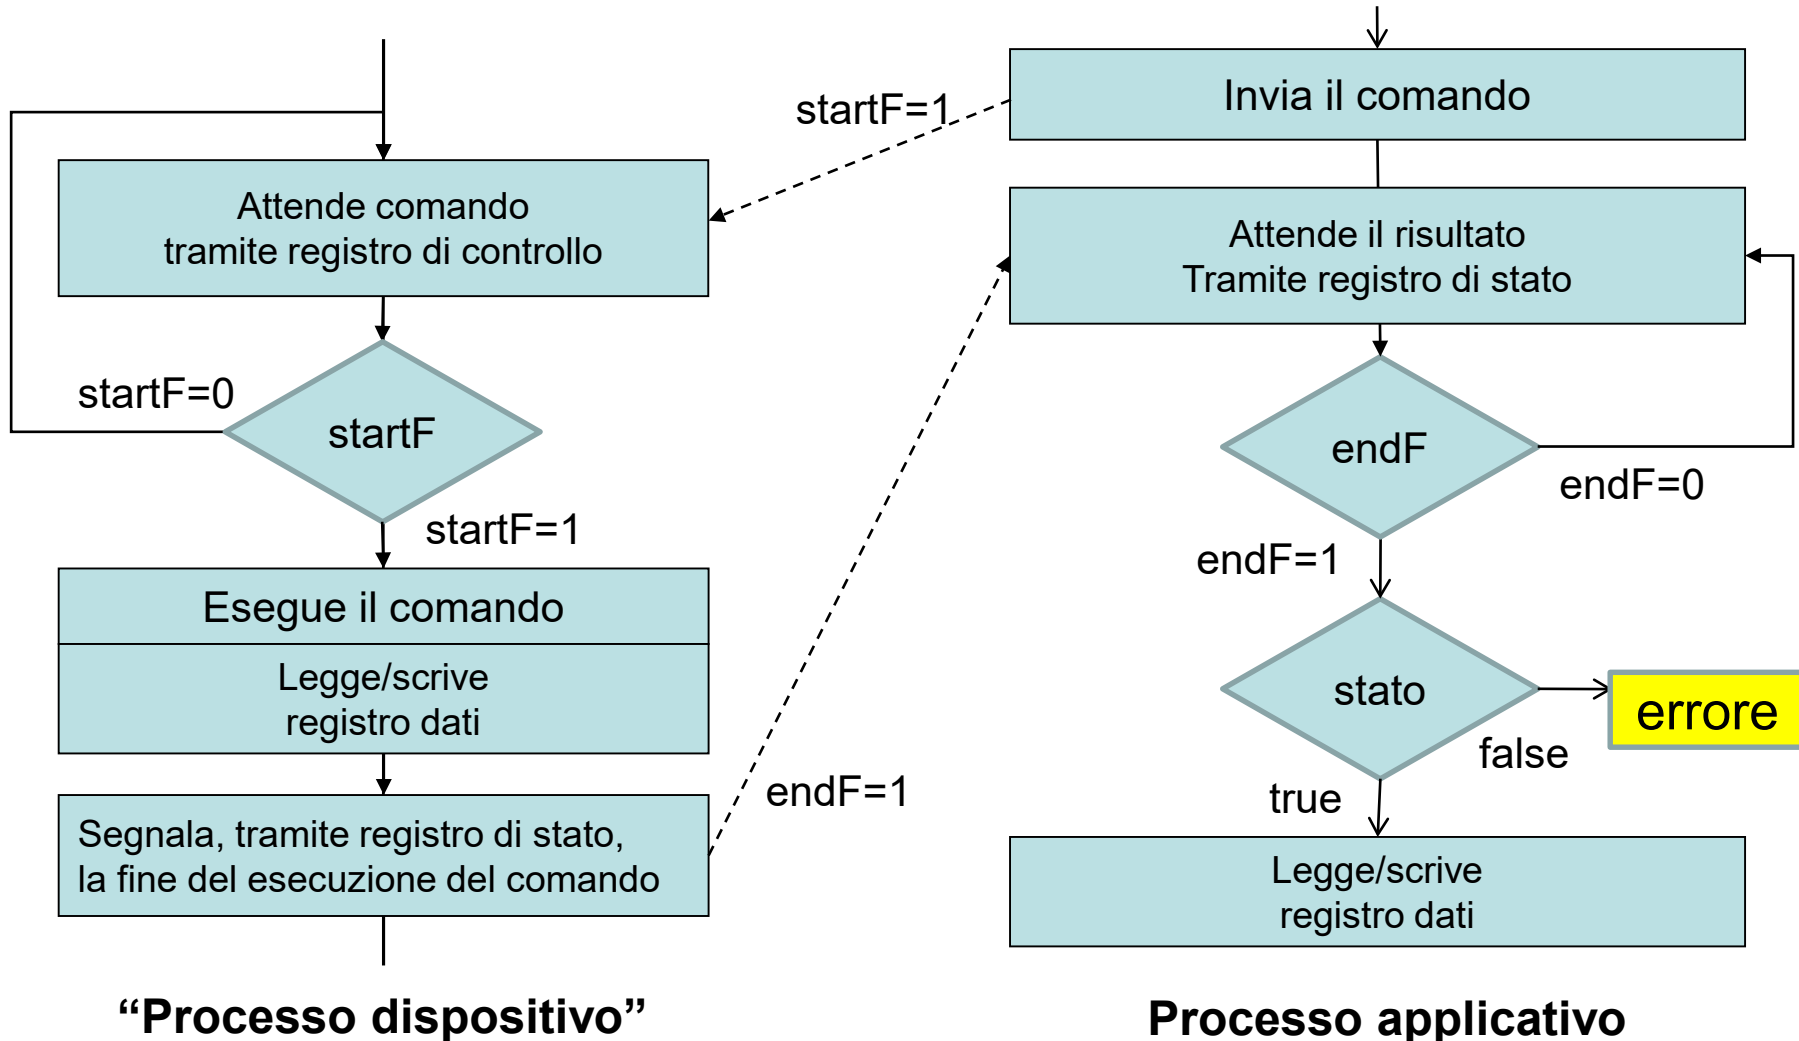 startF=1
Attende comando
tramite registro di controllo
startF=0
startF
startF=1
Esegue il comando
Legge/scrive
registro dati
Segnala, tramite registro di stato,
la fine del esecuzione del comando
endF=1
“Processo dispositivo”
Invia il comando
Attende il risultato
Tramite registro di stato
endF
endF=0
endF=1
stato
errore
false
true
Legge/scrive
registro dati
Processo applicativo